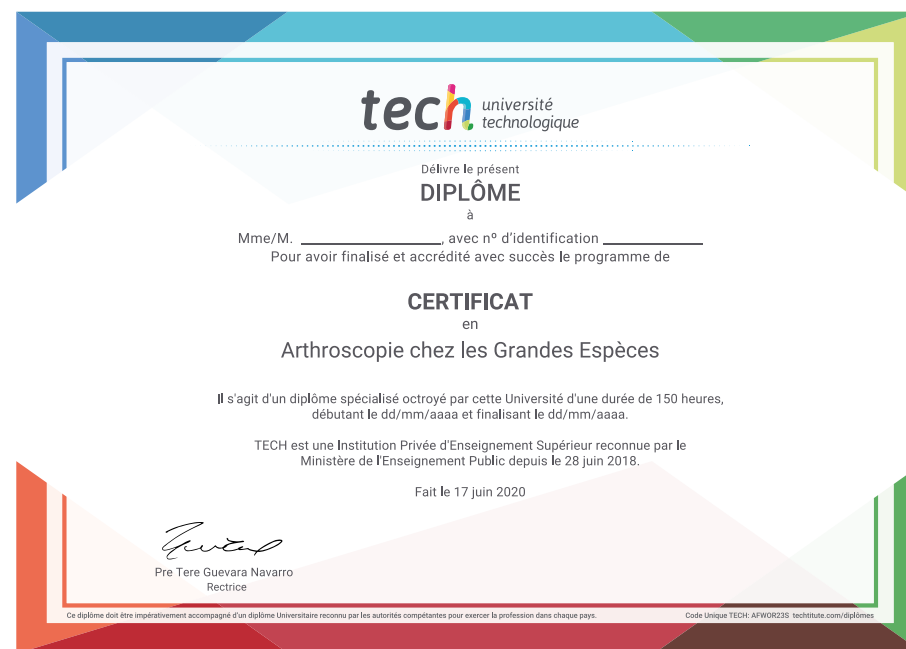 tech université
technologique
Délivre le présent
DIPLÔME
à
Mme/M. ____________________, avec nº d'identification ______________
Pour avoir finalisé et accrédité avec succès le programme de
CERTIFICAT
en
Arthroscopie chez les Grandes Espèces
Il s'agit d'un diplôme spécialisé octroyé par cette Université d'une durée de 150 heures,
débutant le dd/mm/aaaa et finalisant le dd/mm/aaaa.
TECH est une Institution Privée d'Enseignement Supérieur reconnue par le
Ministère de l'Enseignement Public depuis le 28 juin 2018.
Fait le 17 juin 2020
Pre Tere Guevara Navarro
Rectrice
Ce diplôme doit être impérativement accompagné d'un diplôme Universitaire reconnu par les autorités compétantes pour exercer la profession dans chaque pays. Code Unique TECH: AFWOR23S techtitute.com/diplômes